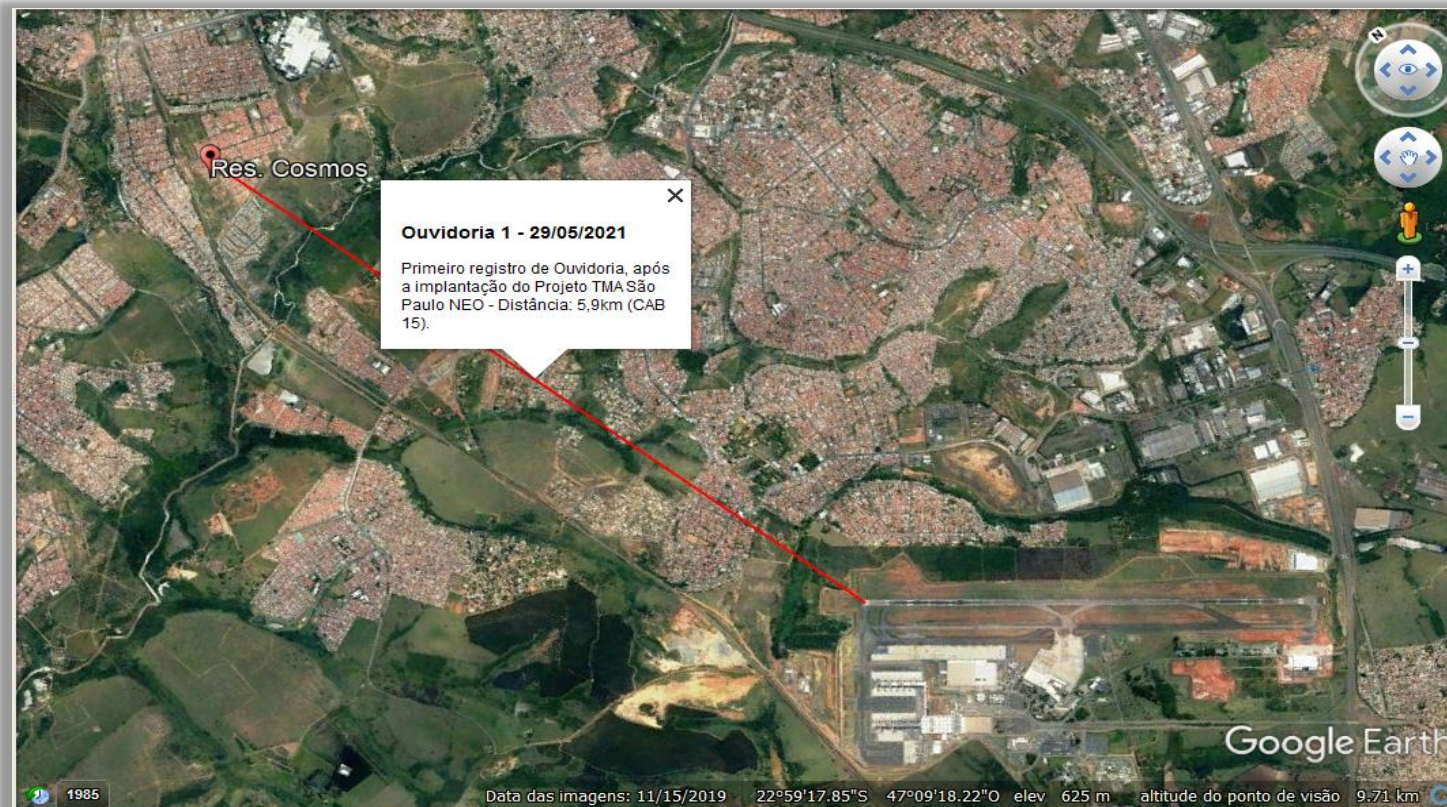 N
Res. Cosmos
Ouvidoria 1 - 29/05/2021
Primeiro registro de Ouvidoria, após
a implantação do Projeto TMA São
Paulo NEO - Distância: 5,9km (CAB
15).
Google Earth
1985
Data das imagens: 11/15/2019 22°59'17.85"S 47°09'18.22"O elev 625 m altitude do ponto de visão 9.71 km